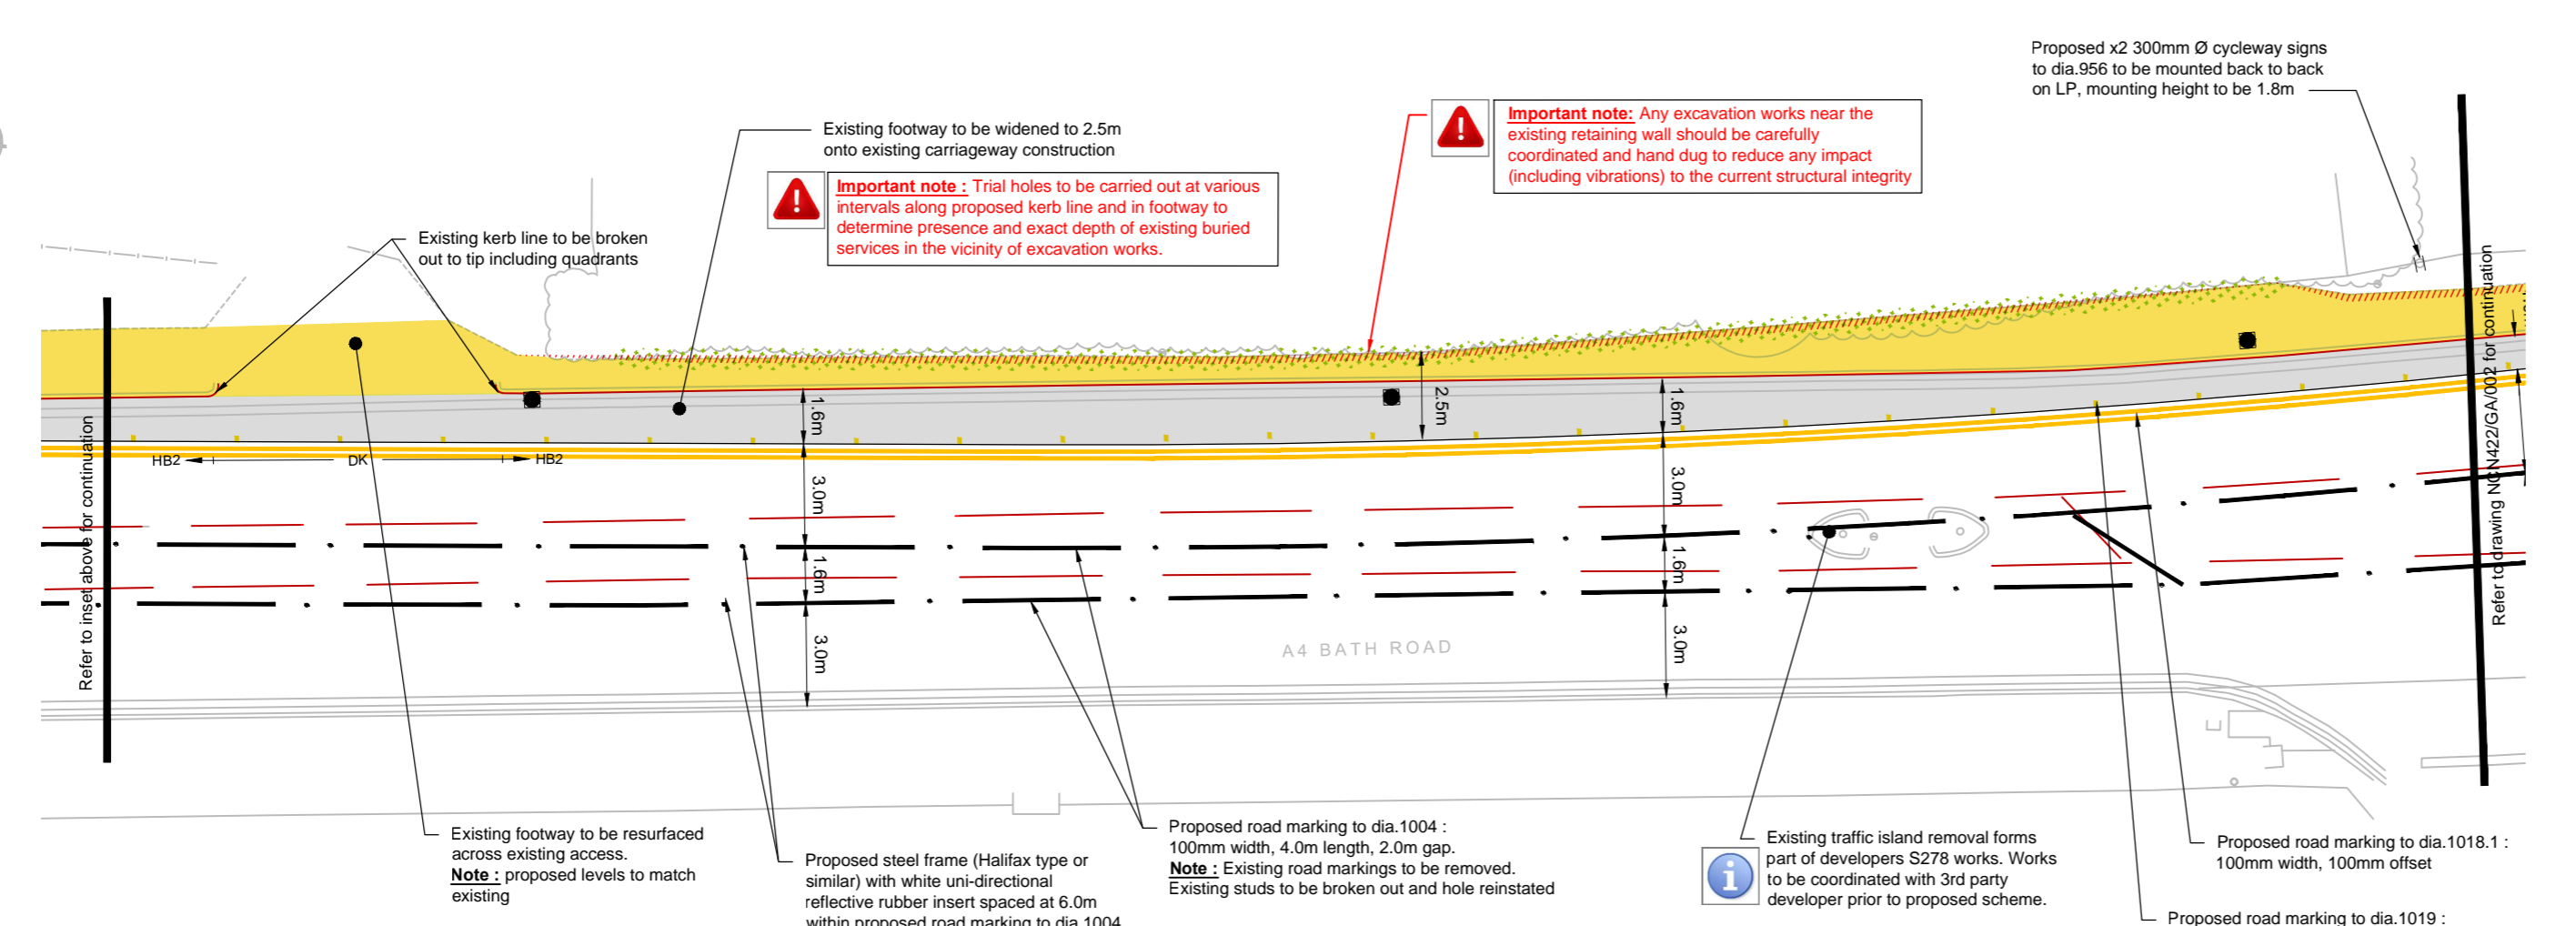 Proposed x2 300mm Ø cycleway signs
to dia.956 to be mounted back to back
on LP, mounting height to be 1.8m
Existing footway to be widened to 2.5m
onto existing carriageway construction
Important note: Any excavation works near the
existing retaining wall should be carefully
coordinated and hand dug to reduce any impact
(including vibrations) to the current structural integrity
Important note : Trial holes to be carried out at various
intervals along proposed kerb line and in footway to
determine presence and exact depth of existing buried
services in the vicinity of excavation works.
Existing kerb line to be broken
out to tip including quadrants
Refer to inset above for continuation
Refer to drawing NCN422/GA/002 for continuation
1.6m
2.5m
1.6m
HB2
DK
HB2
3.0m
3.0m
1.6m
1.6m
3.0m
3.0m
A4 BATH ROAD
Existing footway to be resurfaced
across existing access.
Note : proposed levels to match
existing
Proposed steel frame (Halifax type or
similar) with white uni-directional
reflective rubber insert spaced at 6.0m
within proposed road marking to dia.1004
Proposed road marking to dia.1004 :
100mm width, 4.0m length, 2.0m gap.
Note : Existing road markings to be removed.
Existing studs to be broken out and hole reinstated
Existing traffic island removal forms
part of developers S278 works. Works
to be coordinated with 3rd party
developer prior to proposed scheme.
Proposed road marking to dia.1018.1 :
100mm width, 100mm offset
Proposed road marking to dia.1019 :